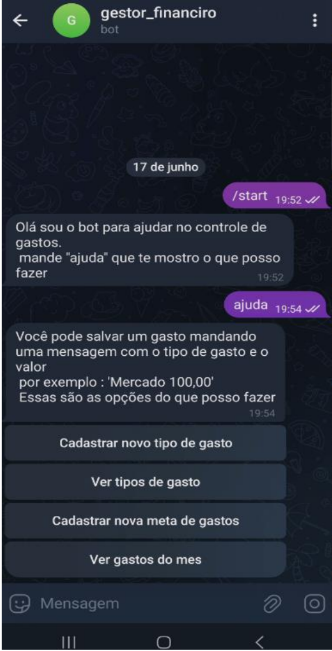 gestor_financiro
G
bot
17 de junho
/start 19:52
Olá sou o bot para ajudar no controle de
gastos.
mande "ajuda" que te mostro o que posso
fazer
19:52
ajuda 19:54
Você pode salvar um gasto mandando
uma mensagem com o tipo de gasto e o
valor
por exemplo : 'Mercado 100,00'
Essas são as opções do que posso fazer
19:54
Cadastrar novo tipo de gasto
Ver tipos de gasto
Cadastrar nova meta de gastos
Ver gastos do mes
Mensagem